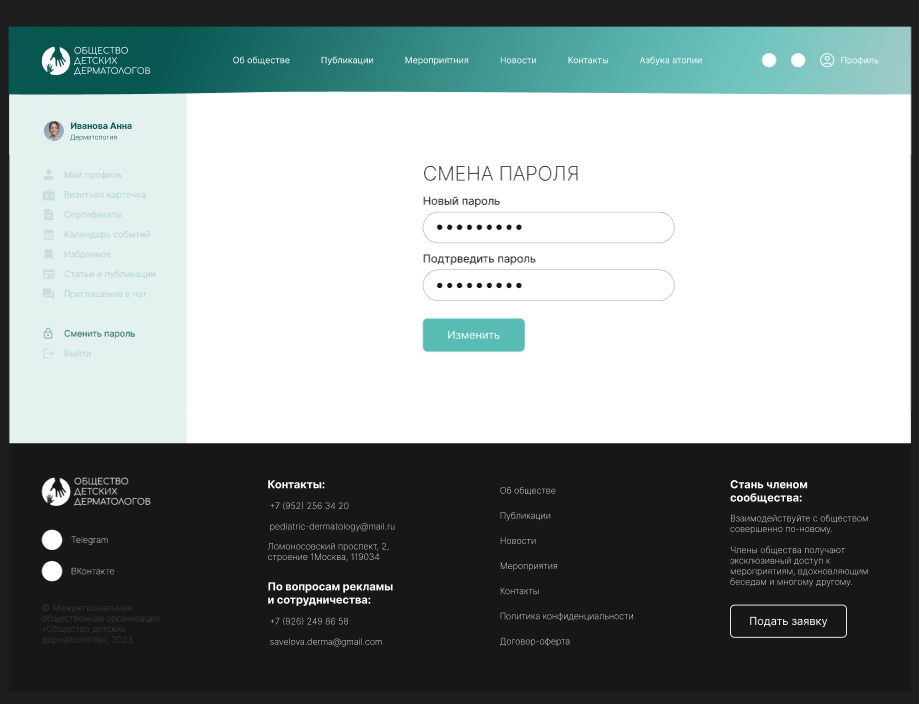 ОБЩЕСТВО
ДЕТСКИХ
ДЕРМАТОЛОГОВ
Об обществе
Публикации
Мероприятния
Новости
Контакты
Азбука атопии
Профиль
Иванова Анна
Дерматология
Мой профиль
Визитная карточка
Сертификаты
Календарь событий
Избранное
Статьи и публикации
Приглашение в чат
Сменить пароль
Выйти
СМЕНА ПАРОЛЯ
Новый пароль
Подтрведить пароль
Изменить
ОБЩЕСТВО
ДЕТСКИХ
ДЕРМАТОЛОГОВ
Telegram
ВКонтакте
© Межрегиональная
общественная организация
«Общество детских
дерматологов», 2023
Контакты:
+7 (952) 256 34 20
pediatric-dermatology@mail.ru
Ломоносовский проспект, 2,
строение 1Москва, 119034
По вопросам рекламы
и сотрудничества:
+7 (926) 249 86 58
savelova.derma@gmail.com
Об обществе
Публикации
Новости
Мероприятия
Контакты
Политика конфиденциальности
Договор-оферта
Стань членом
сообщества:
Взаимодействуйте с обществом
совершенно по-новому.
Члены общества получают
эксклюзивный доступ к
мероприятиям, вдохновляющим
беседам и многому другому.
Подать заявку